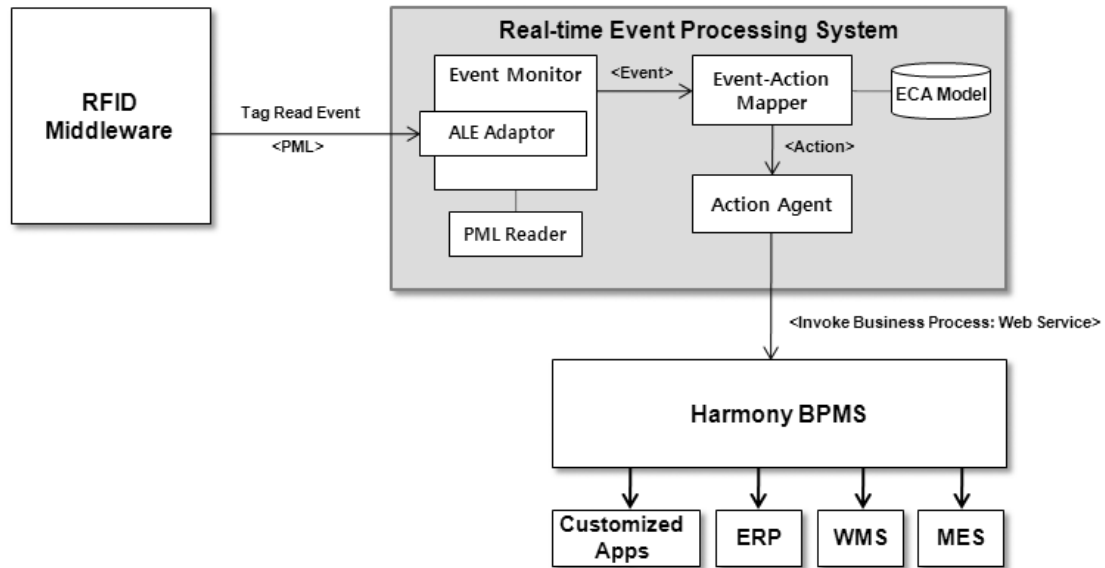 Real-time Event Processing System
RFID
Middleware
Tag Read Event
<PML>
Event Monitor
ALE Adaptor
PML Reader
<Event>
Event-Action
Mapper
ECA Model
<Action>
Action Agent
<Invoke Business Process: Web Service>
Harmony BPMS
Customized
Apps
ERP
WMS
MES